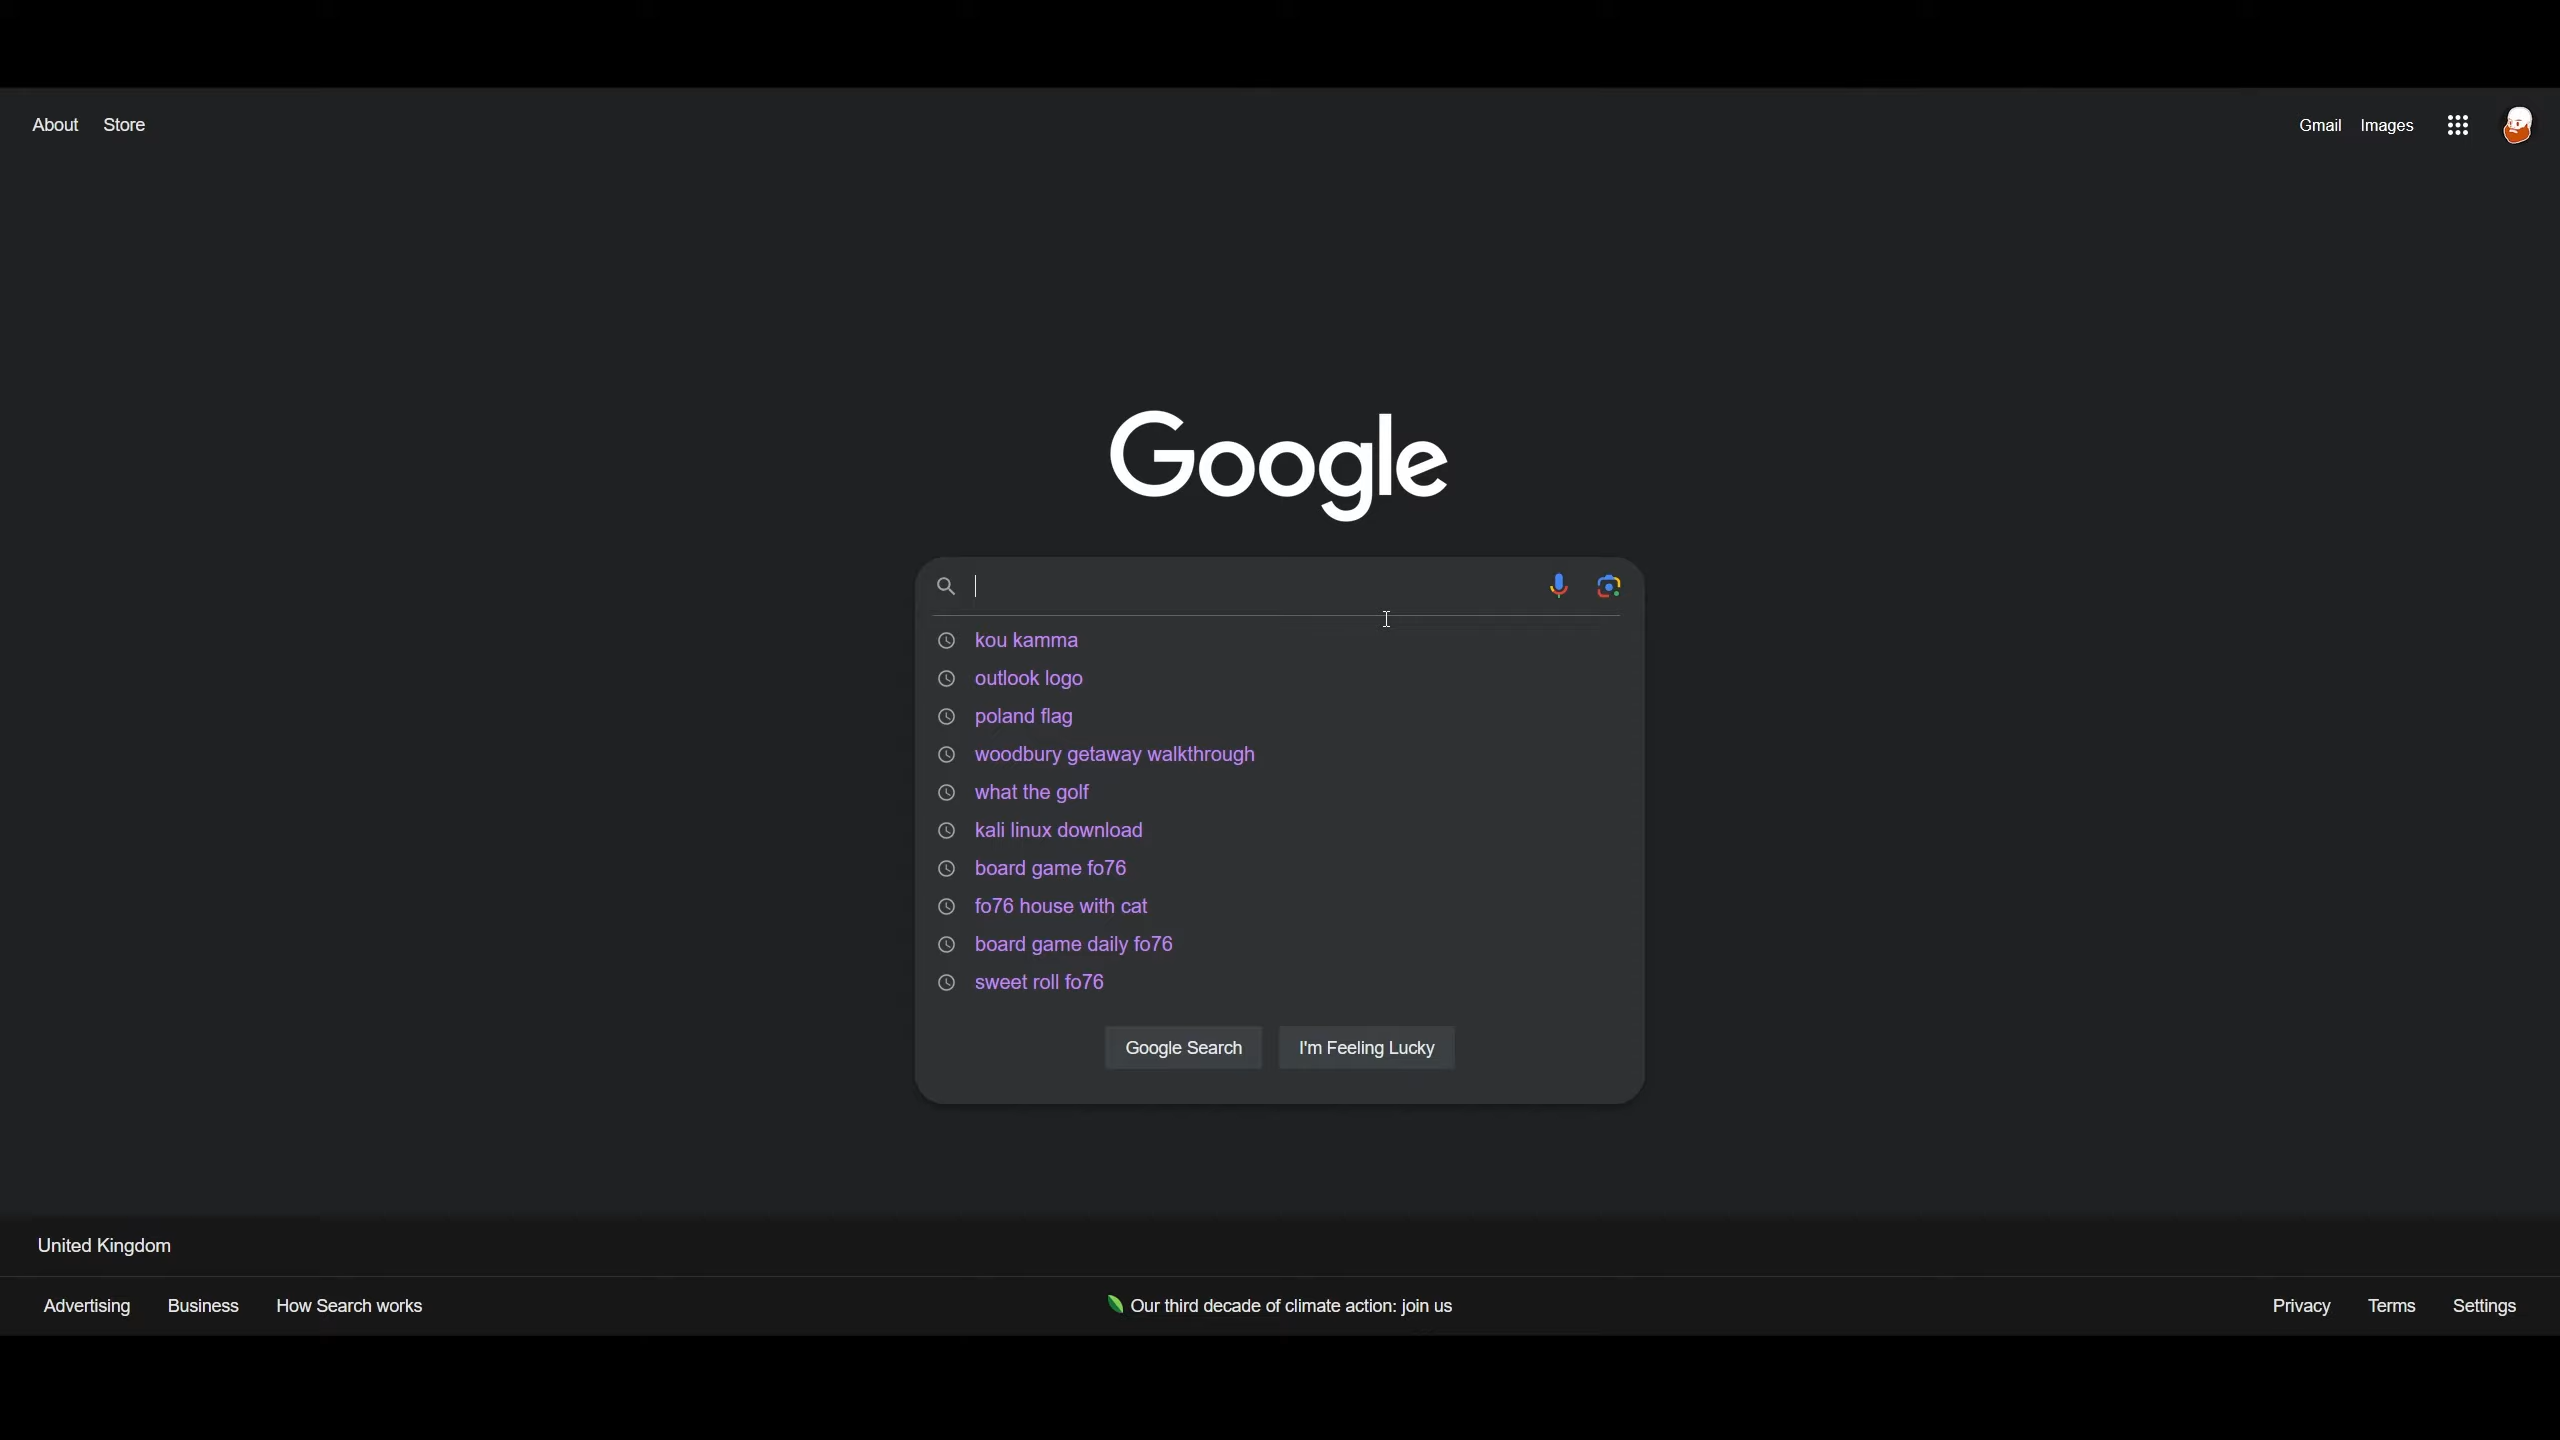 About Store
Gmail Images
Google
kou kamma
outlook logo
poland flag
woodbury getaway walkthrough
what the golf
kali linux download
board game fo76
fo76 house with cat
board game daily fo76
sweet roll fo76
Google Search I'm Feeling Lucky
United Kingdom
Advertising Business How Search works Our third decade of climate action: join us Privacy Terms Settings